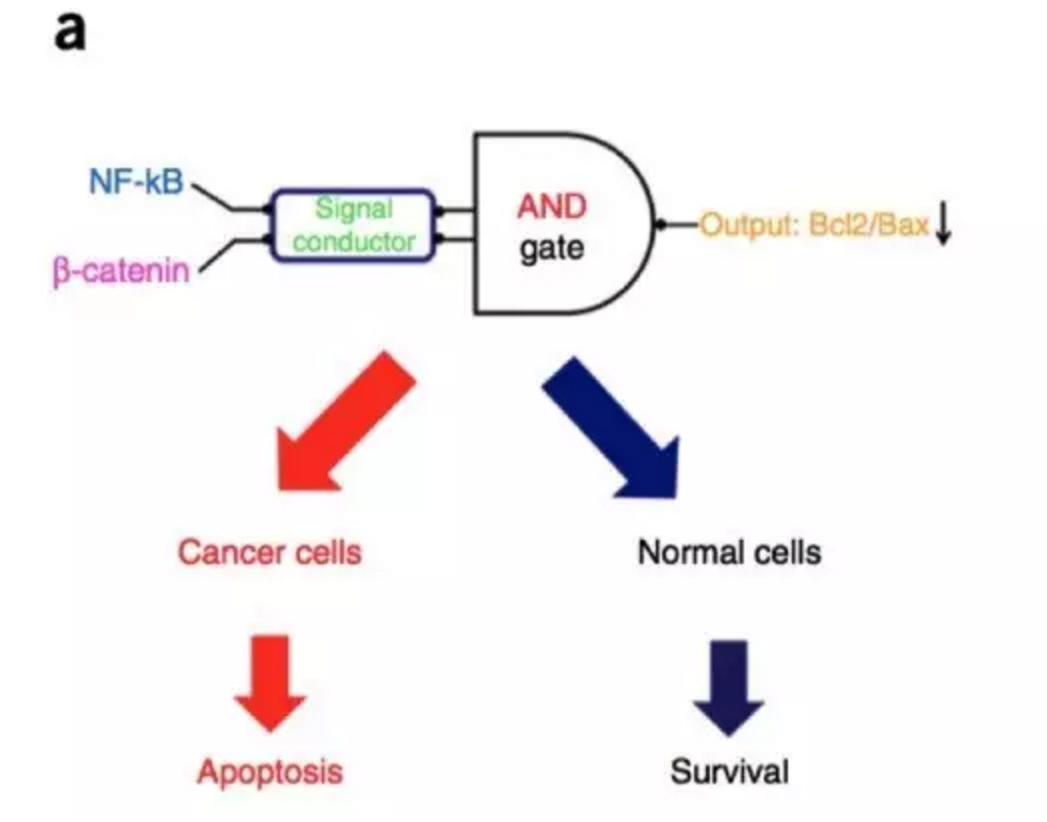 a
NF-kB
β-catenin
Signal
conductor
AND
gate
Output: Bcl2/Bax↓
Cancer cells
Normal cells
Apoptosis
Survival